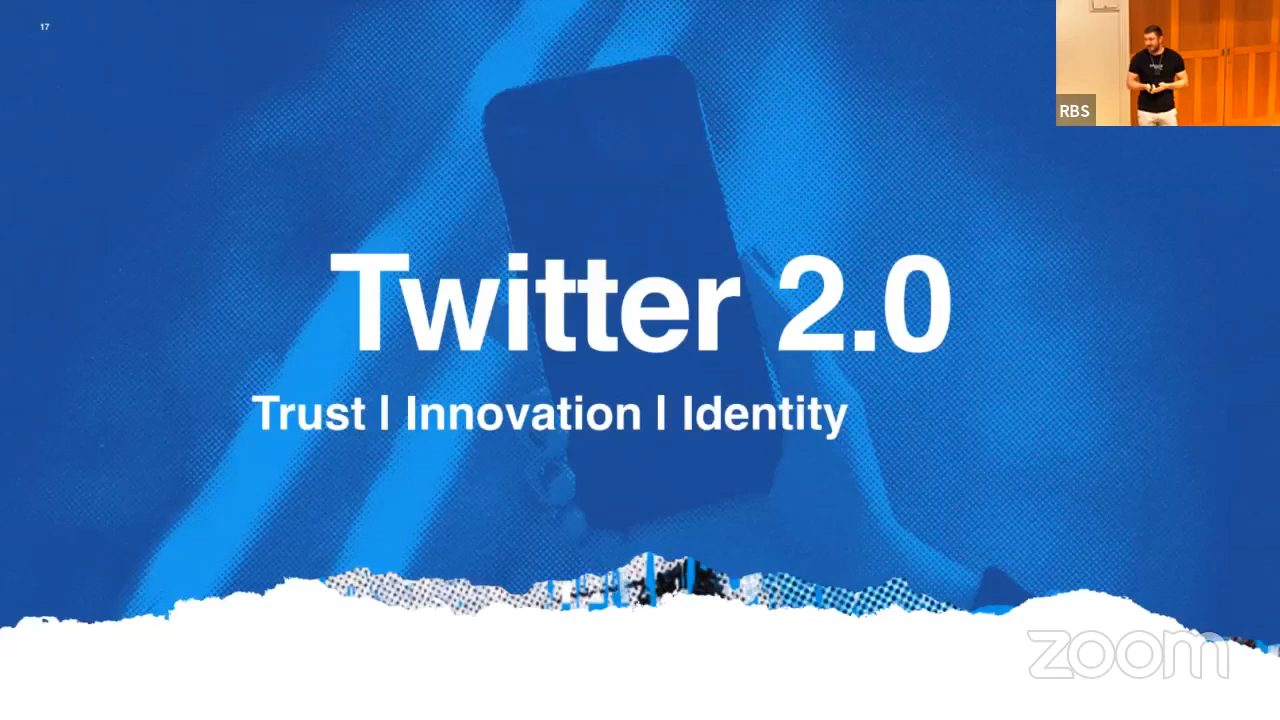 17
RBS
Twitter 2.0
Trust | Innovation | Identity
zoom